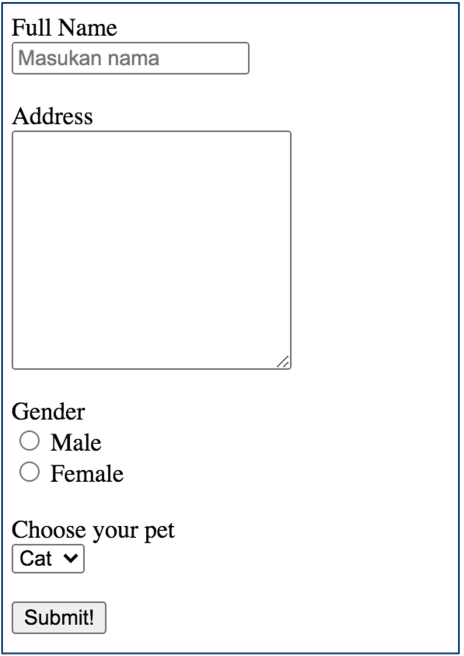 Full Name
Masukan nama
Address
Gender
Male
Female
Choose your pet
Cat
Submit!